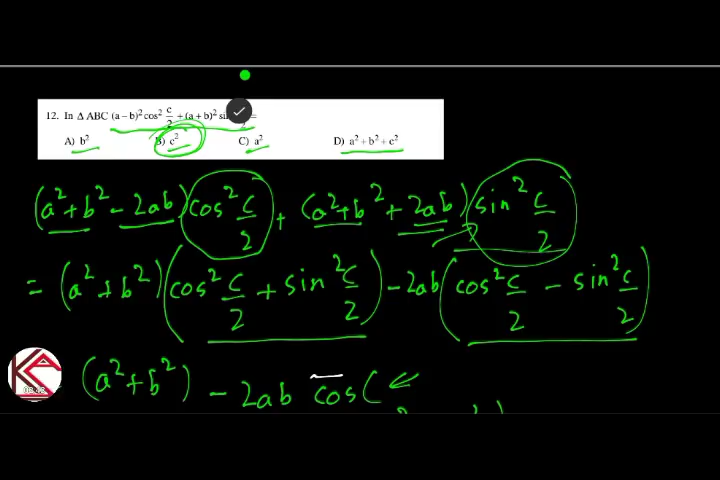 12. In Δ ABC (a – b)² cos² c/2 + (a + b)² sin =
A) b² B) c² C) a² D) a² + b² + c²
(a² + b² - 2ab) cos² C/2 + (a² + b² + 2ab) sin² C/2
= (a² + b²) (cos² C/2 + sin² C/2) - 2ab (cos² C/2 - sin² C/2)
(a² + b²) - 2ab cos C